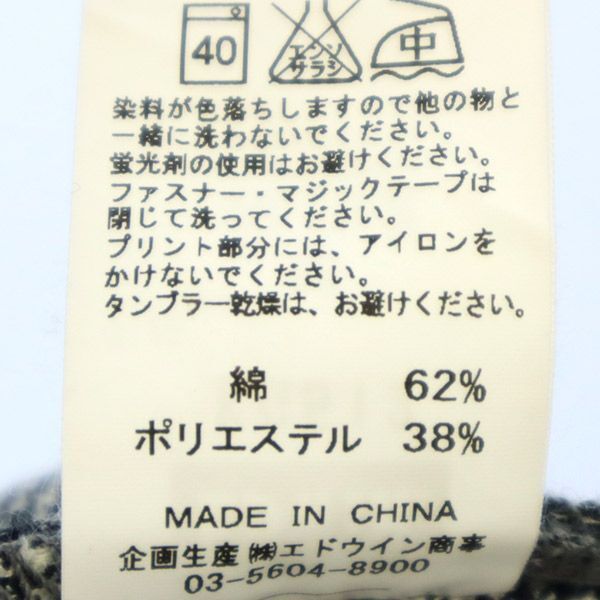 40 エンソ 中
サラシ
染料が色落ちしますので他の物と
一緒に洗わないでください。
蛍光剤の使用はお避けください。
ファスナー・マジックテープは
閉じて洗ってください。
プリント部分には、アイロンを
かけないでください。
タンブラー乾燥は、お避けください。
綿 62%
ポリエステル 38%
MADE IN CHINA
企画生産㈱エドウイン商事
03-5604-8900